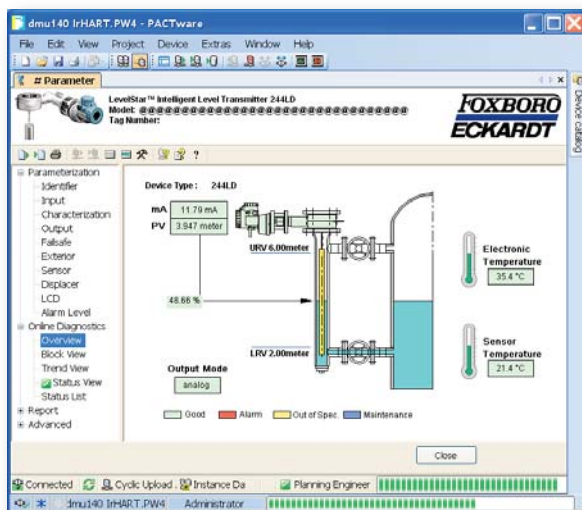 dmu140 IrHART.PW4 - PACTware
File Edit View Project Device Extras Window Help
# Parameter
Device catalog
LevelStar™ Intelligent Level Transmitter 244LD
Model: @@@@@@@@@@@@@@@@@@@@@@@@@@@@@@@@
Tag Number:
FOXBORO
ECKARDT
Parameterization
Identifier
Input
Characterization
Output
Failsafe
Exterior
Sensor
Displacer
LCD
Alarm Level
Online Diagnostics
Overview
Block View
Trend View
Status View
Status List
Report
Advanced
Device Type : 244LD
mA 11.79 mA
PV 3.947 meter
URV 6.00meter
48.66 %
LRV 2.00meter
Output Mode
analog
Electronic
Temperature
35.4 °C
Sensor
Temperature
21.4 °C
Good Alarm Out of Spec. Maintenance
Close
Connected Cyclic Upload . Instance Da Planning Engineer
dmu140 IrHART.PW4 Administrator